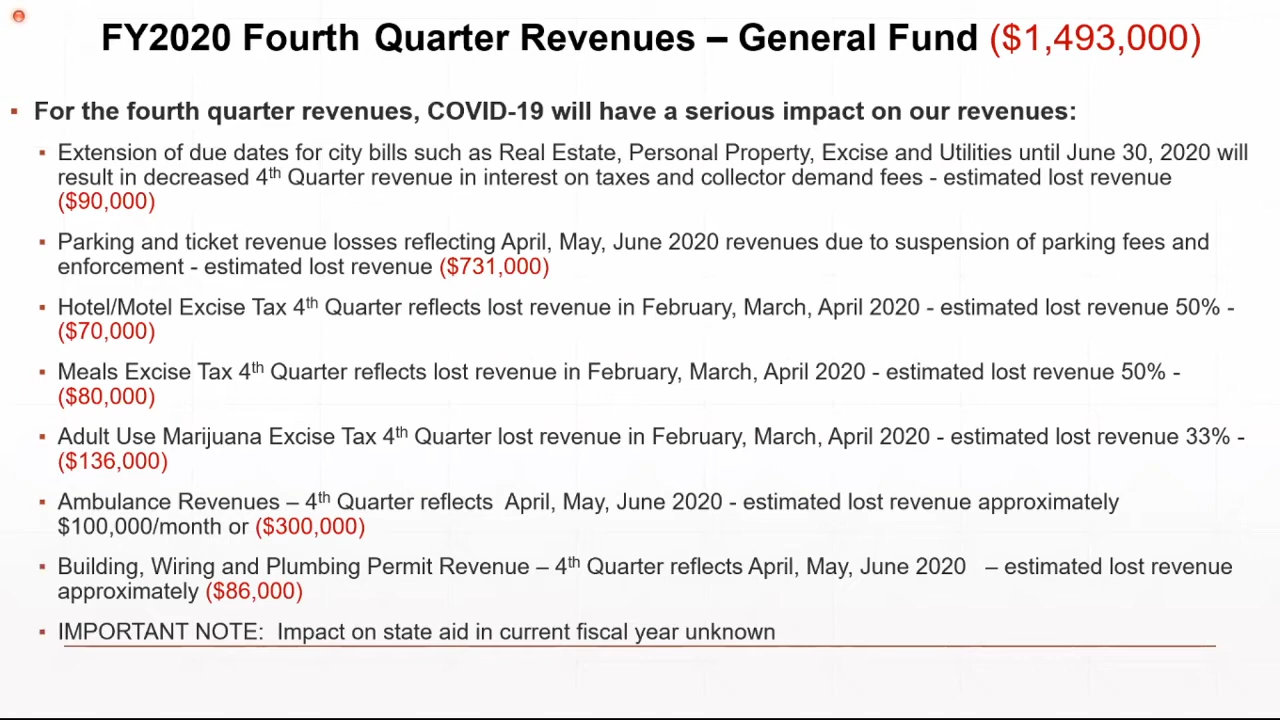 FY2020 Fourth Quarter Revenues – General Fund ($1,493,000)
For the fourth quarter revenues, COVID-19 will have a serious impact on our revenues:
Extension of due dates for city bills such as Real Estate, Personal Property, Excise and Utilities until June 30, 2020 will
result in decreased 4th Quarter revenue in interest on taxes and collector demand fees - estimated lost revenue
($90,000)
Parking and ticket revenue losses reflecting April, May, June 2020 revenues due to suspension of parking fees and
enforcement - estimated lost revenue ($731,000)
Hotel/Motel Excise Tax 4th Quarter reflects lost revenue in February, March, April 2020 - estimated lost revenue 50% -
($70,000)
Meals Excise Tax 4th Quarter reflects lost revenue in February, March, April 2020 - estimated lost revenue 50% -
($80,000)
Adult Use Marijuana Excise Tax 4th Quarter lost revenue in February, March, April 2020 - estimated lost revenue 33% -
($136,000)
Ambulance Revenues – 4th Quarter reflects April, May, June 2020 - estimated lost revenue approximately
$100,000/month or ($300,000)
Building, Wiring and Plumbing Permit Revenue – 4th Quarter reflects April, May, June 2020 – estimated lost revenue
approximately ($86,000)
IMPORTANT NOTE: Impact on state aid in current fiscal year unknown